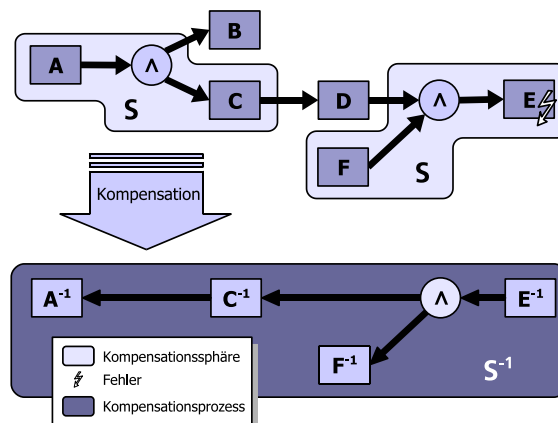 B
A
∧
C
D
∧
E
S
F
S
Kompensation
A⁻¹
C⁻¹
∧
E⁻¹
F⁻¹
S⁻¹
Kompensationssphäre
Fehler
Kompensationsprozess